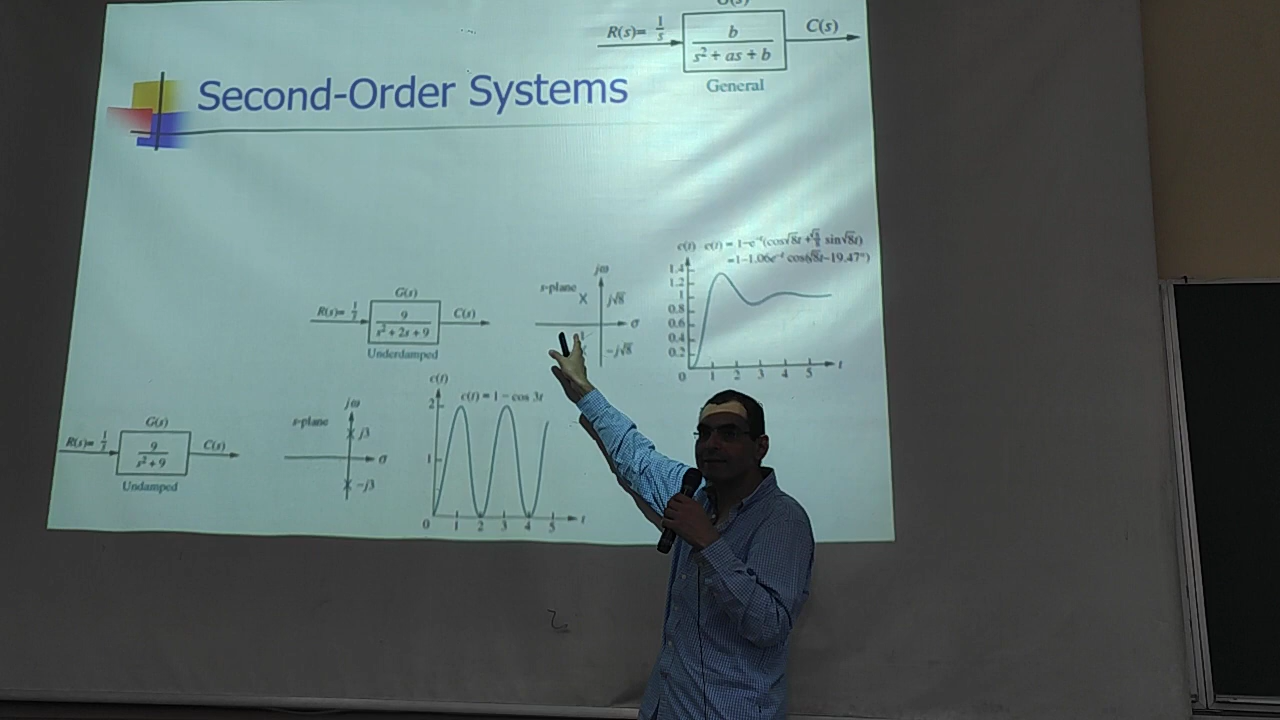 G(s)
R(s)= 1/s
b
s² + as + b
C(s)
General
Second-Order Systems
G(s)
R(s)= 1/s
9
s² + 2s + 9
C(s)
Underdamped
jω
s-plane
j√8
σ
-j√8
c(t)
c(t) = 1-e⁻ᵗ(cos√8t + √8/8 sin√8t)
=1-1.06e⁻ᵗ cos(√8t-19.47°)
1.4
1.2
1
0.8
0.6
0.4
0.2
0
1 2 3 4 5
t
G(s)
R(s)= 1/s
9
s² + 9
C(s)
Undamped
jω
s-plane
j3
σ
-j3
c(t)
c(t) = 1 - cos 3t
2
1
0
1 2 3 4 5
t